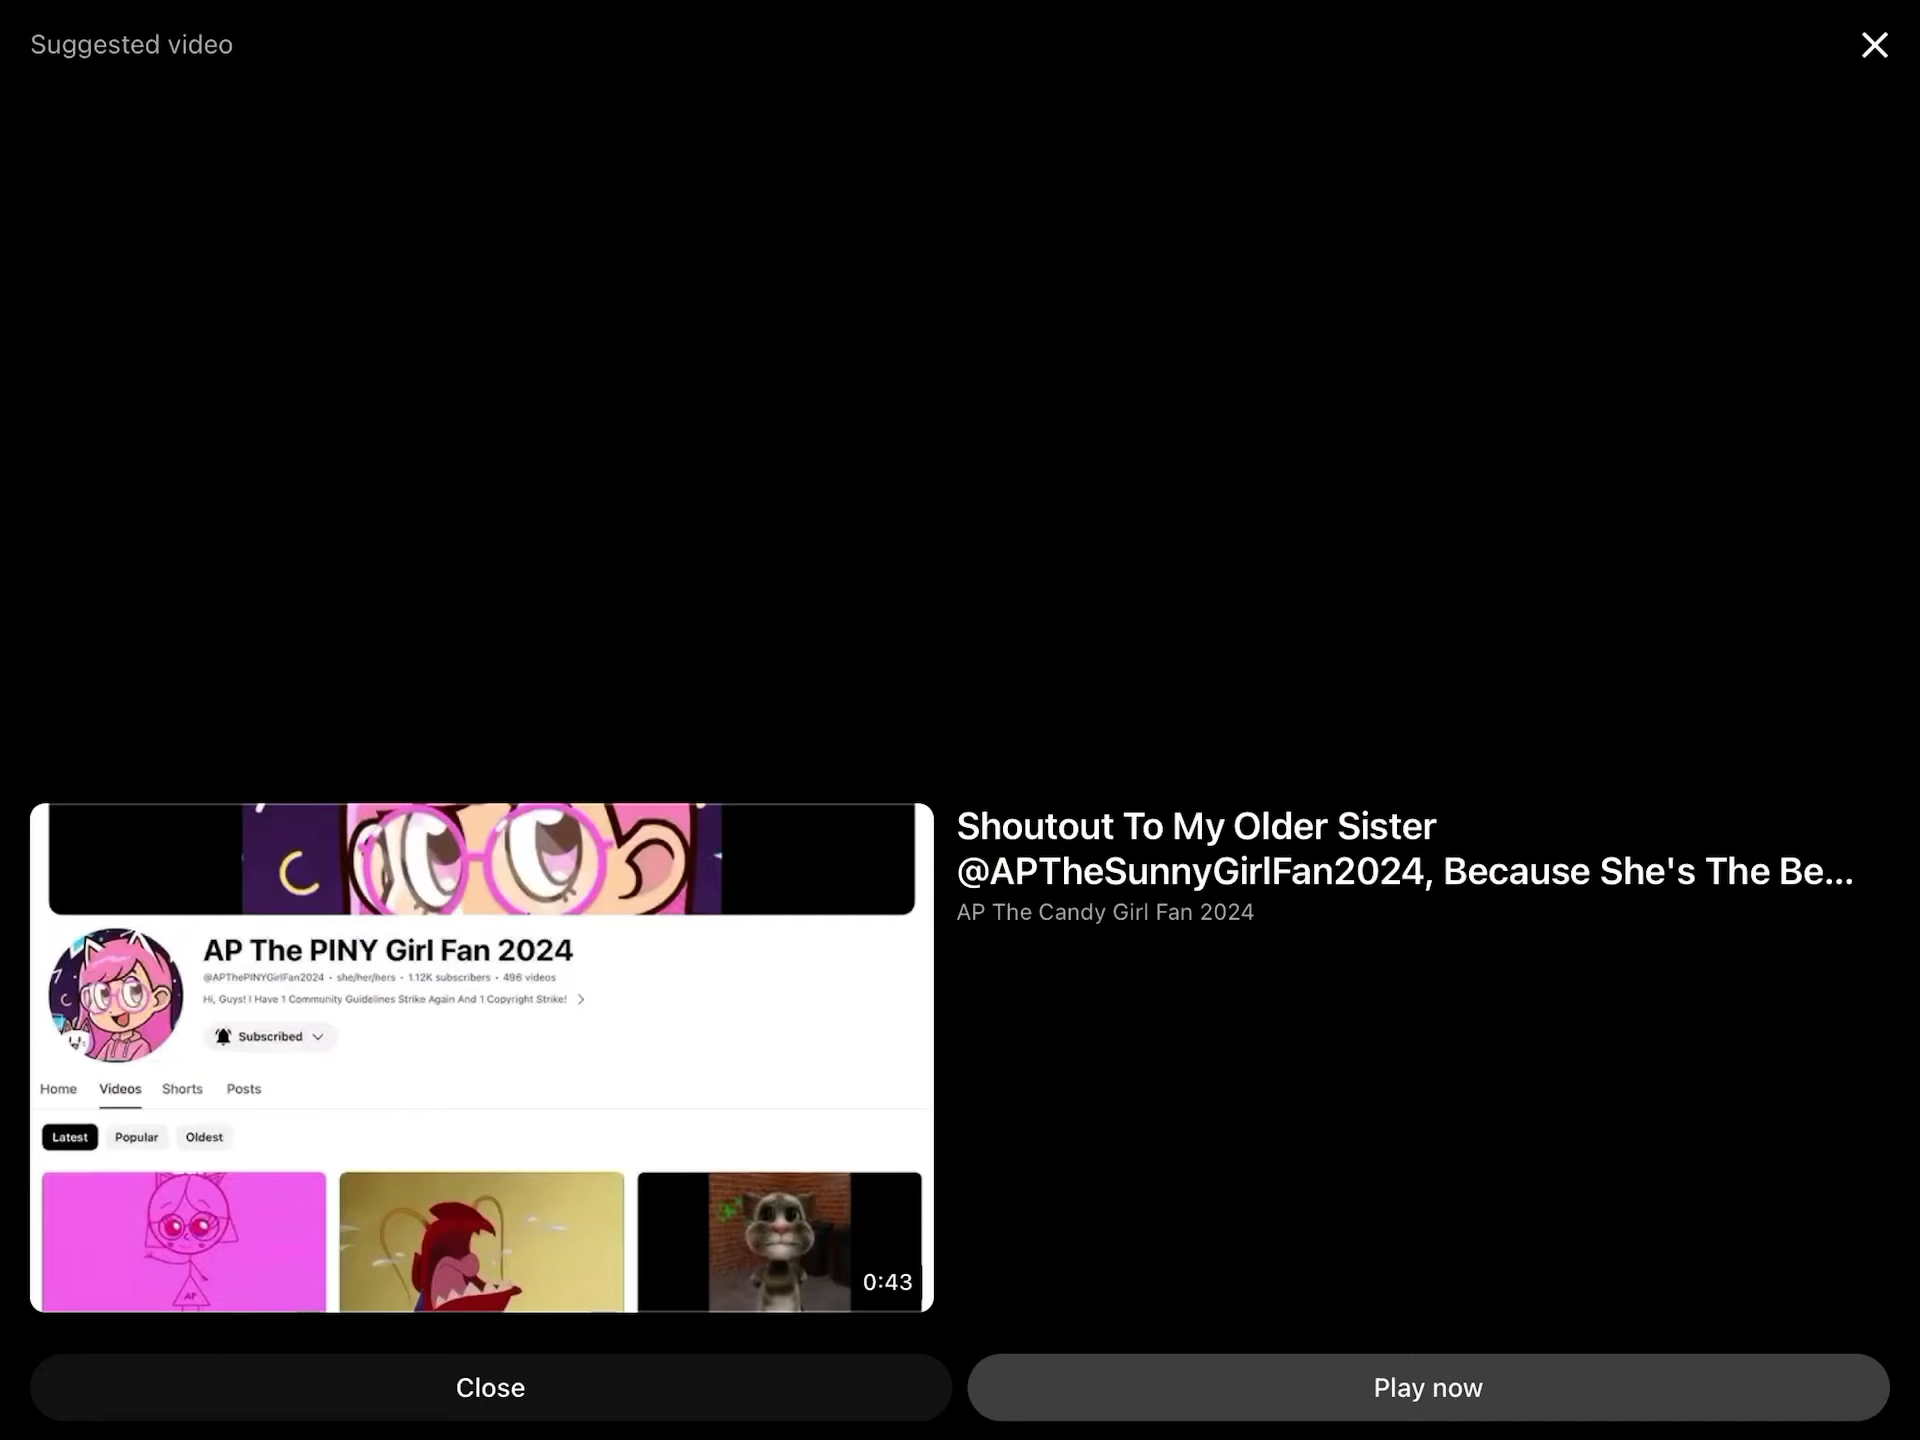 Suggested video
Shoutout To My Older Sister
@APTheSunnyGirlFan2024, Because She's The Be...
AP The Candy Girl Fan 2024
AP The PINY Girl Fan 2024
@APThePINYGirlFan2024 • she/her/hers • 1.12K subscribers • 496 videos
Hi, Guys! I Have 1 Community Guidelines Strike Again And 1 Copyright Strike!
Subscribed
Home Videos Shorts Posts
Latest Popular Oldest
AP
0:43
Close
Play now